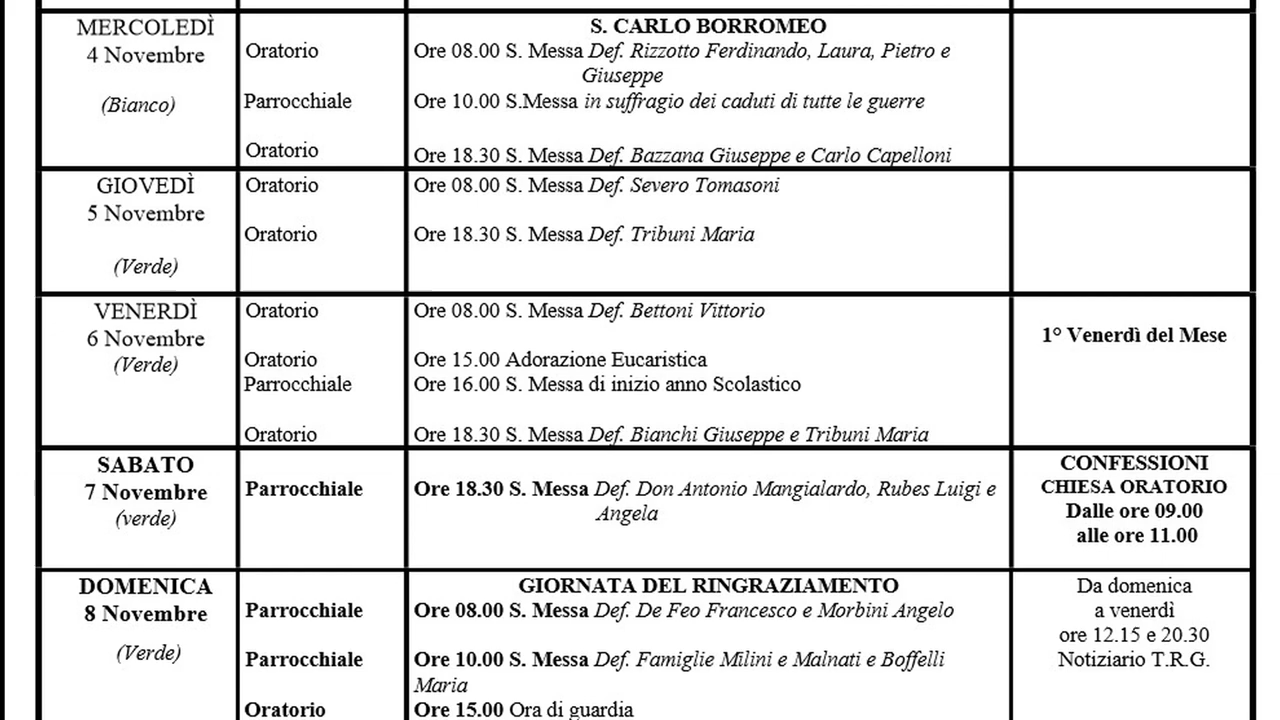 MERCOLEDÌ
4 Novembre
(Bianco)
S. CARLO BORROMEO
Oratorio
Ore 08.00 S. Messa Def. Rizzotto Ferdinando, Laura, Pietro e
Giuseppe
Parrocchiale
Ore 10.00 S.Messa in suffragio dei caduti di tutte le guerre
Oratorio
Ore 18.30 S. Messa Def. Bazzana Giuseppe e Carlo Capelloni
GIOVEDÌ
5 Novembre
(Verde)
Oratorio
Ore 08.00 S. Messa Def. Severo Tomasoni
Oratorio
Ore 18.30 S. Messa Def. Tribuni Maria
VENERDÌ
6 Novembre
(Verde)
Oratorio
Ore 08.00 S. Messa Def. Bettoni Vittorio
Oratorio
Ore 15.00 Adorazione Eucaristica
Parrocchiale
Ore 16.00 S. Messa di inizio anno Scolastico
Oratorio
Ore 18.30 S. Messa Def. Bianchi Giuseppe e Tribuni Maria
1° Venerdì del Mese
SABATO
7 Novembre
(verde)
Parrocchiale
Ore 18.30 S. Messa Def. Don Antonio Mangialardo, Rubes Luigi e
Angela
CONFESSIONI
CHIESA ORATORIO
Dalle ore 09.00
alle ore 11.00
DOMENICA
8 Novembre
(Verde)
GIORNATA DEL RINGRAZIAMENTO
Parrocchiale
Ore 08.00 S. Messa Def. De Feo Francesco e Morbini Angelo
Parrocchiale
Ore 10.00 S. Messa Def. Famiglie Milini e Malnati e Boffelli
Maria
Oratorio
Ore 15.00 Ora di guardia
Da domenica
a venerdì
ore 12.15 e 20.30
Notiziario T.R.G.